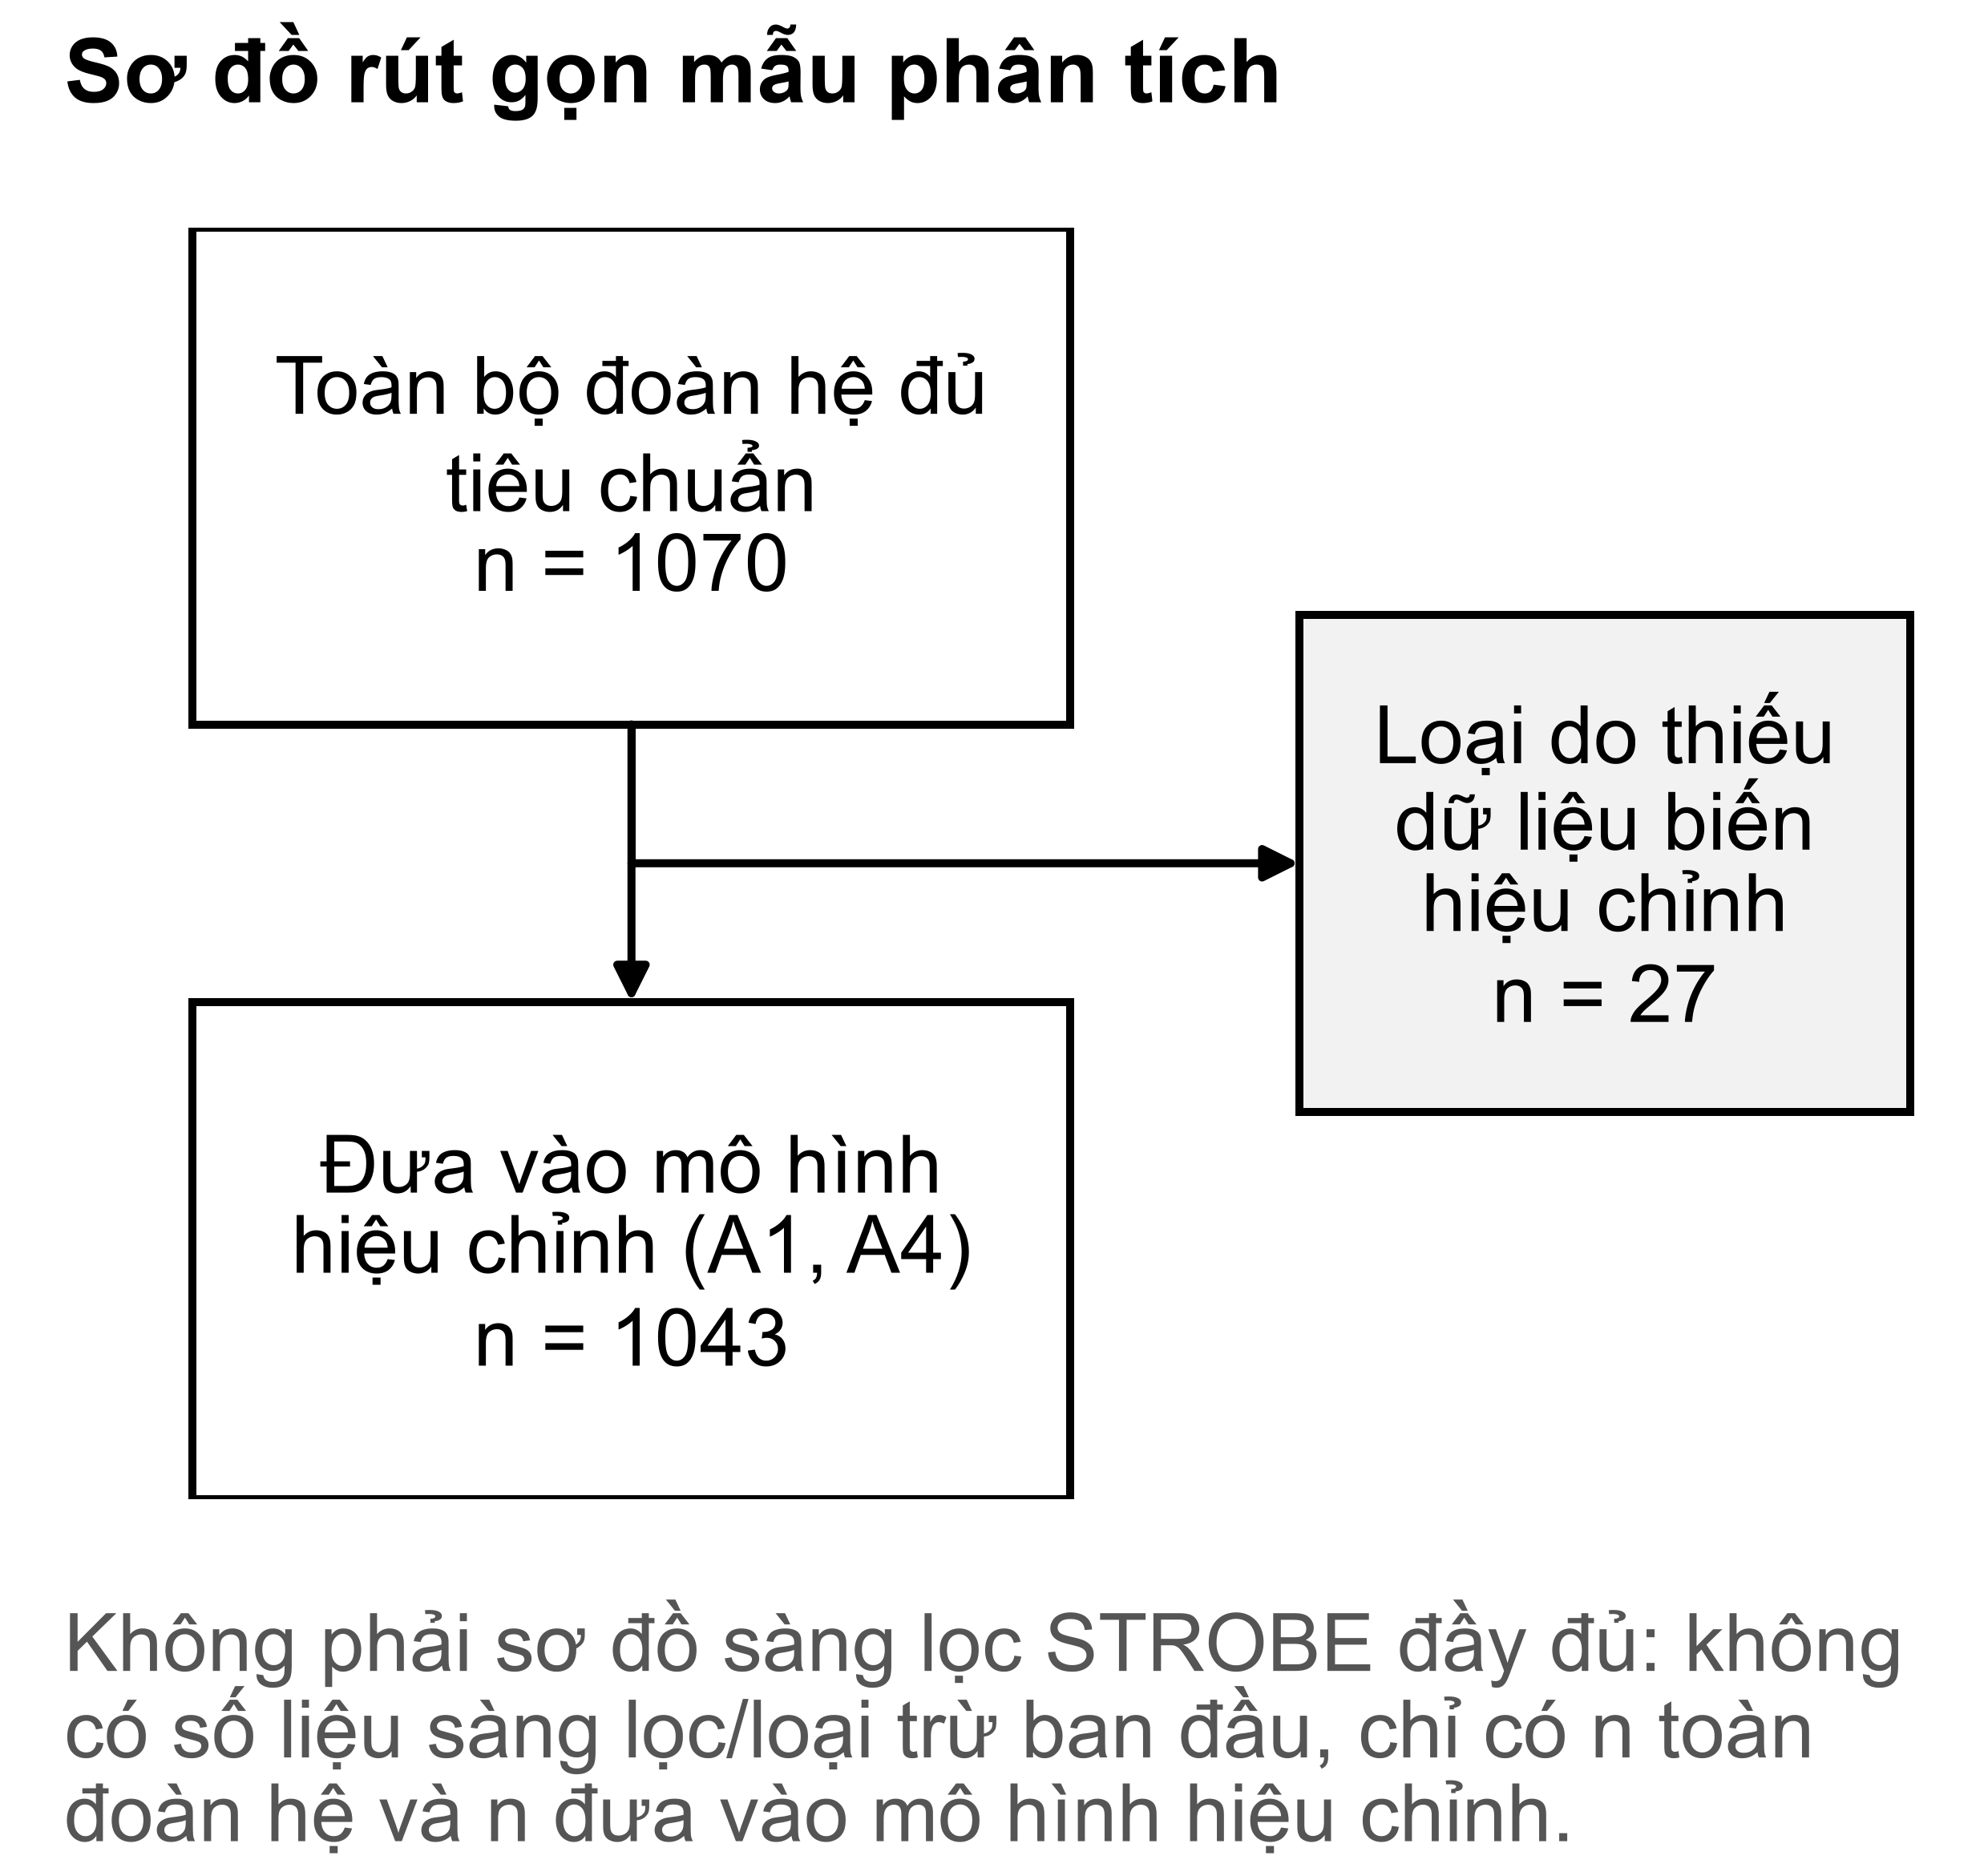 Sơ đồ rút gọn mẫu phân tích
Toàn bộ đoàn hệ đủ
tiêu chuẩn
n = 1070
Loại do thiếu
dữ liệu biến
hiệu chỉnh
n = 27
Đưa vào mô hình
hiệu chỉnh (A1, A4)
n = 1043
Không phải sơ đồ sàng lọc STROBE đầy đủ: không
có số liệu sàng lọc/loại trừ ban đầu, chỉ có n toàn
đoàn hệ và n đưa vào mô hình hiệu chỉnh.